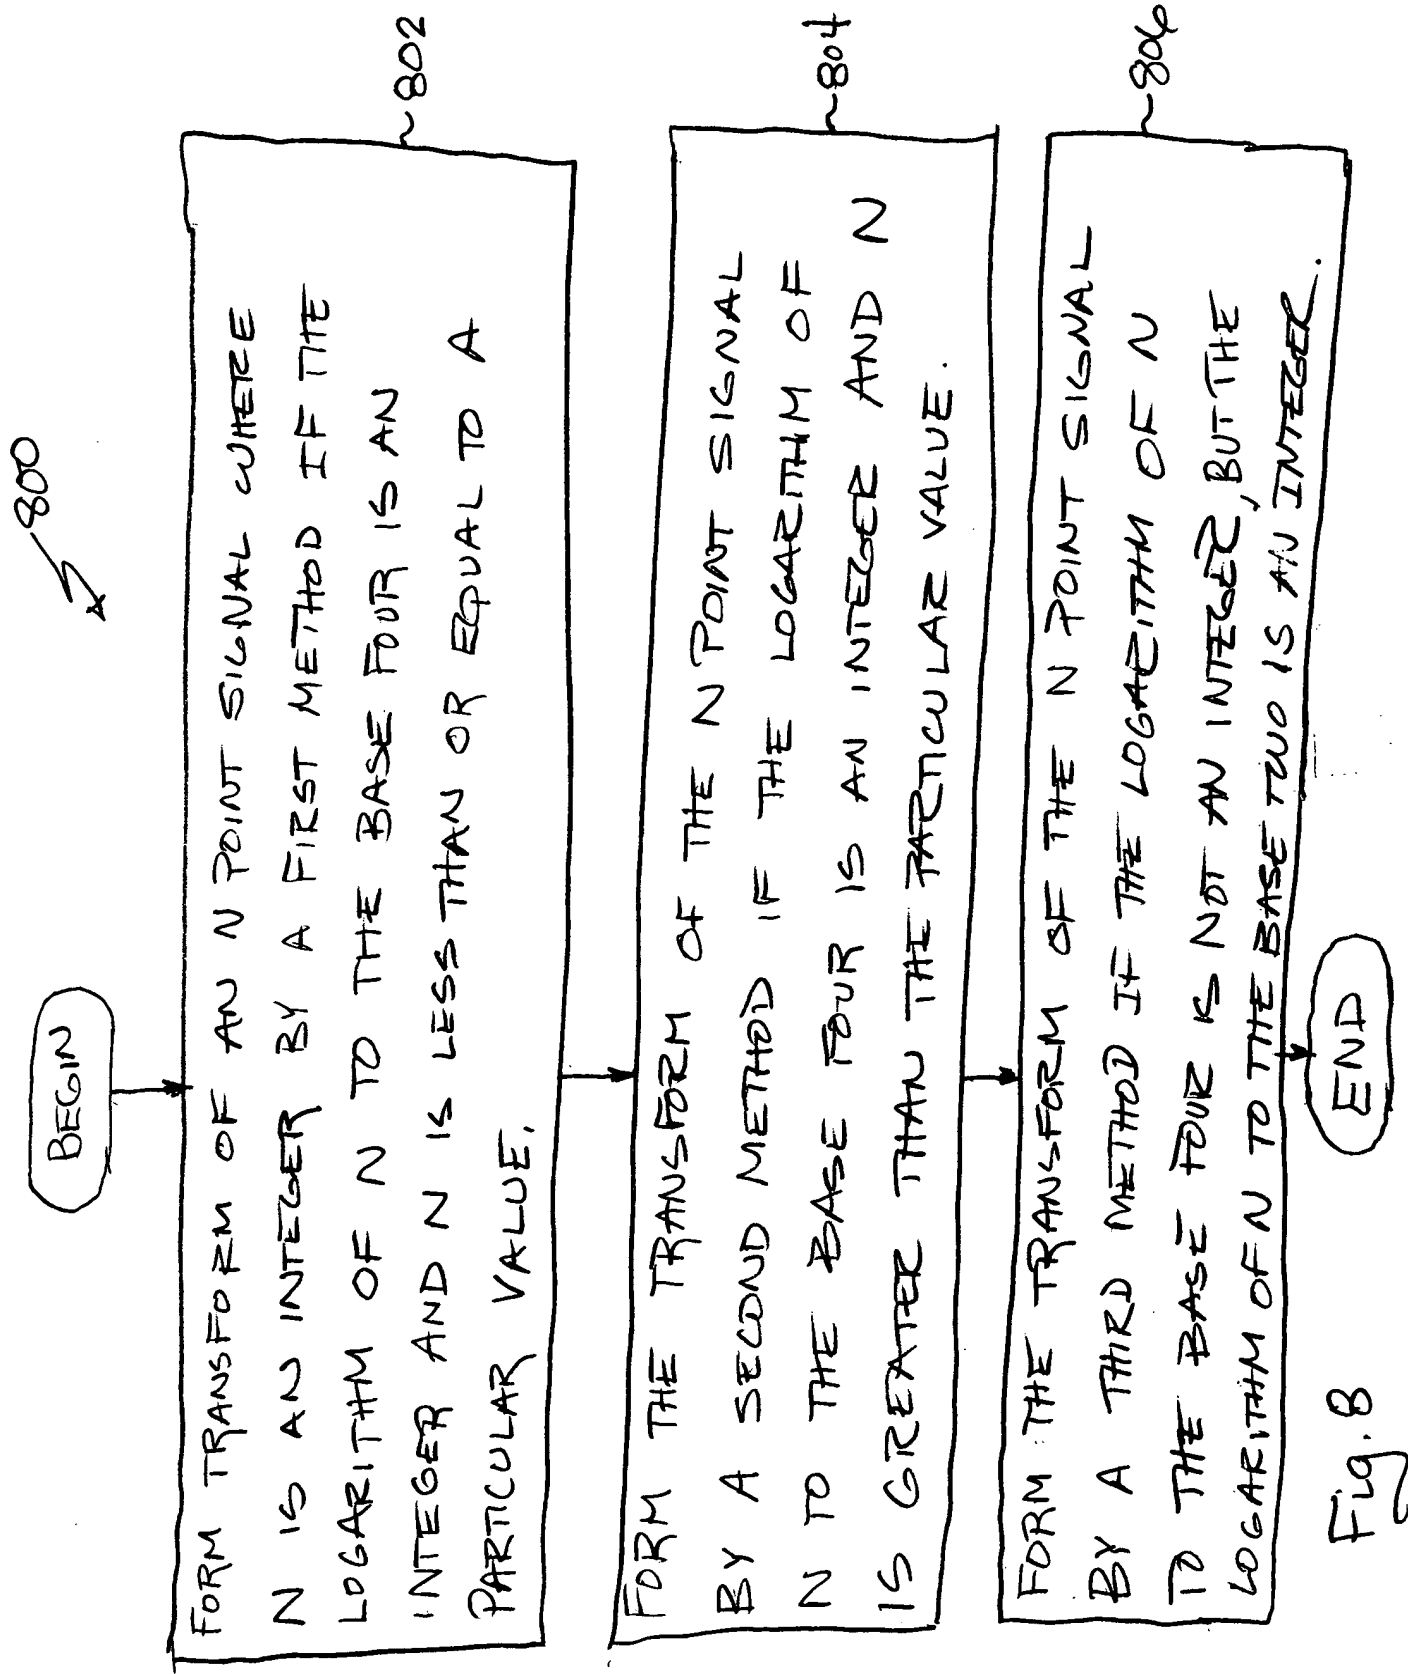 800
BEGIN
802
FORM TRANSFORM OF AN N POINT SIGNAL WHERE
N IS AN INTEGER BY A FIRST METHOD IF THE
LOGARITHM OF N TO THE BASE FOUR IS AN
INTEGER AND N IS LESS THAN OR EQUAL TO A
PARTICULAR VALUE.
804
FORM THE TRANSFORM OF THE N POINT SIGNAL
BY A SECOND METHOD IF THE LOGARITHM OF
N TO THE BASE FOUR IS AN INTEGER AND N
IS GREATER THAN THE PARTICULAR VALUE.
806
FORM THE TRANSFORM OF THE N POINT SIGNAL
BY A THIRD METHOD IF THE LOGARITHM OF N
TO THE BASE FOUR IS NOT AN INTEGER, BUT THE
LOGARITHM OF N TO THE BASE TWO IS AN INTEGER.
END
Fig. 8